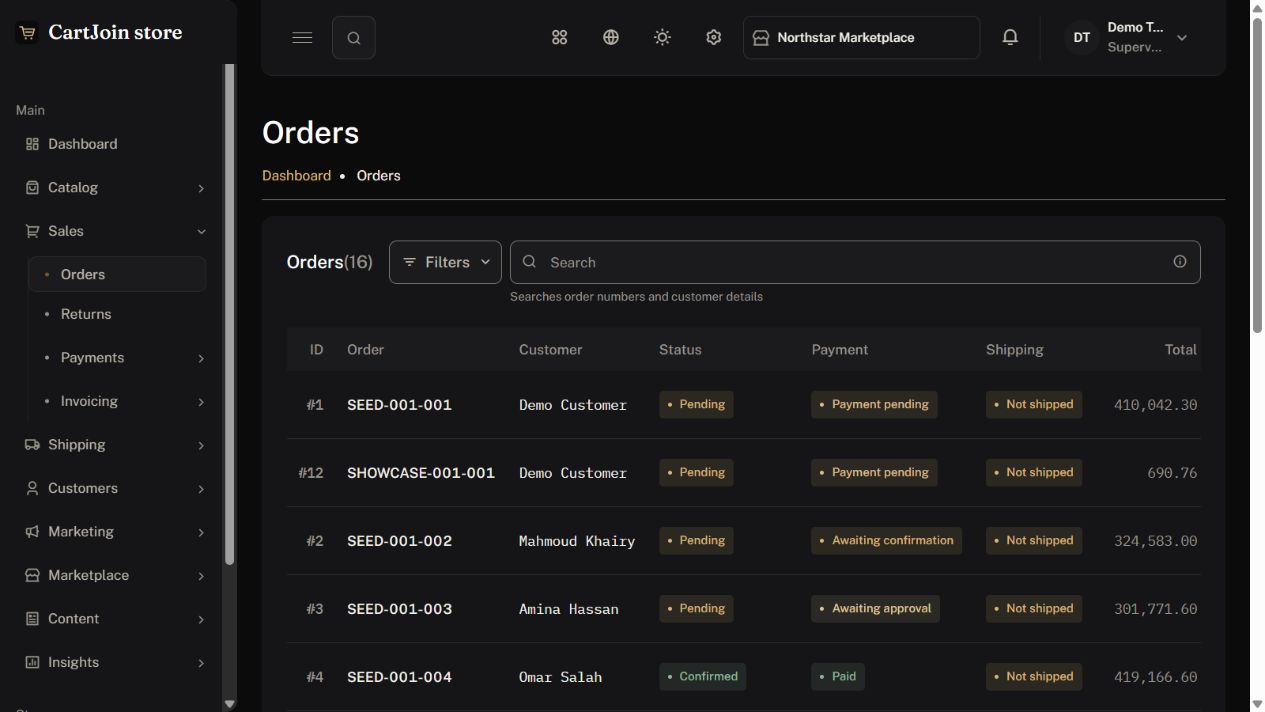 CartJoin store
Northstar Marketplace
DT
Demo T...
Superv...
Main
Dashboard
Catalog
Sales
Orders
Returns
Payments
Invoicing
Shipping
Customers
Marketing
Marketplace
Content
Insights
Orders
Dashboard • Orders
Orders(16)
Filters
Search
Searches order numbers and customer details
ID Order Customer Status Payment Shipping Total
#1 SEED-001-001 Demo Customer • Pending • Payment pending • Not shipped 410,042.30
#12 SHOWCASE-001-001 Demo Customer • Pending • Payment pending • Not shipped 690.76
#2 SEED-001-002 Mahmoud Khairy • Pending • Awaiting confirmation • Not shipped 324,583.00
#3 SEED-001-003 Amina Hassan • Pending • Awaiting approval • Not shipped 301,771.60
#4 SEED-001-004 Omar Salah • Confirmed • Paid • Not shipped 419,166.60